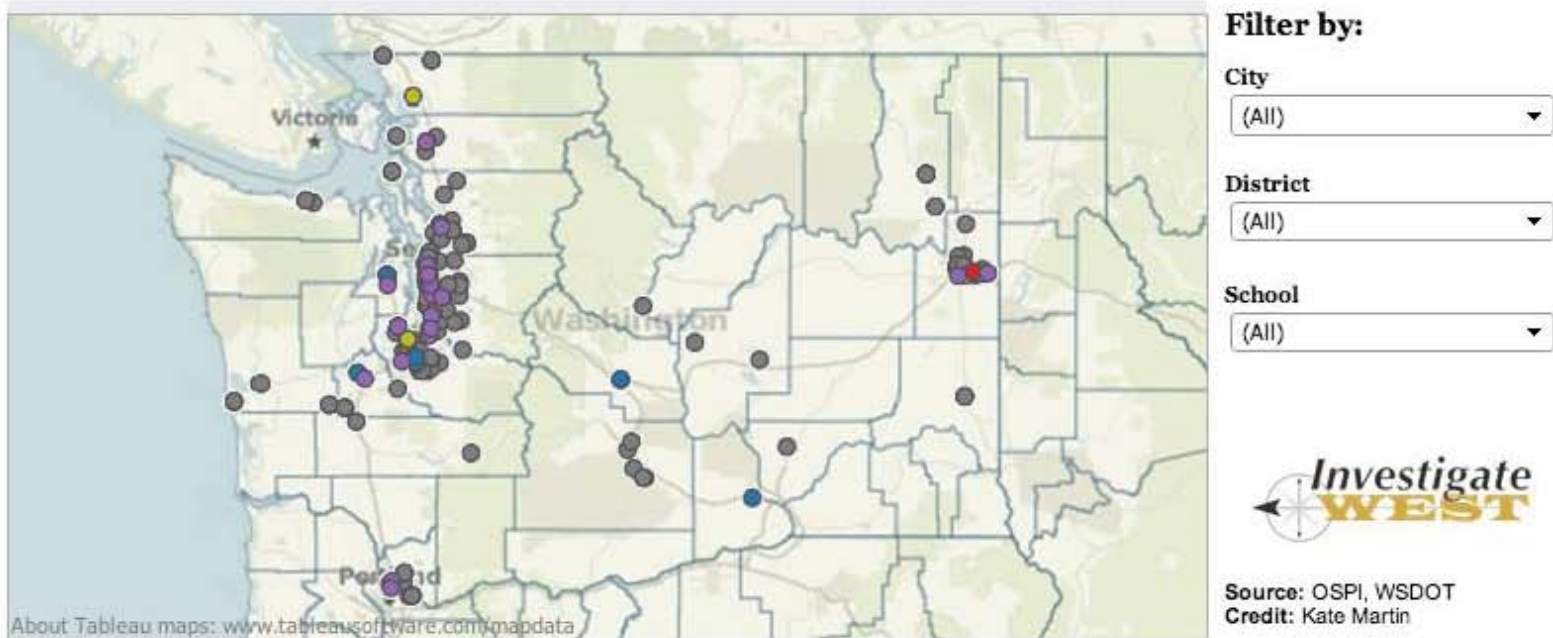 Victoria
Se
Washington
Portland
About Tableau maps: www.tableausoftware.com/mapdata
Filter by:
City
(All)
District
(All)
School
(All)
Investigate
WEST
Source: OSPI, WSDOT
Credit: Kate Martin